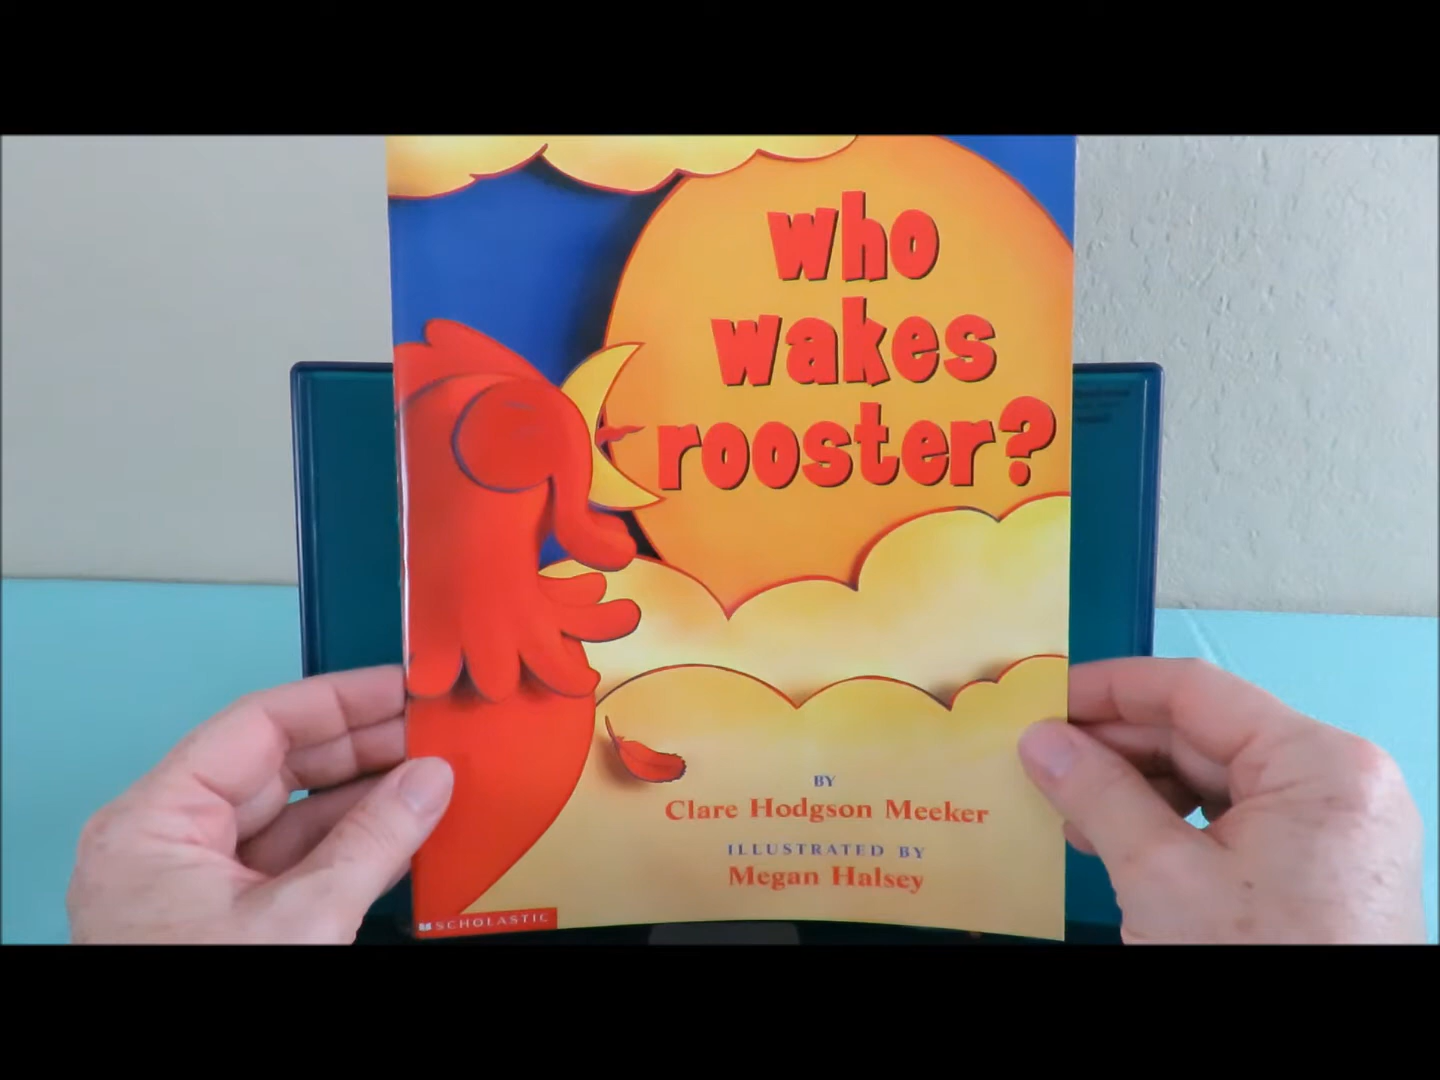 who
wakes
rooster?
BY
Clare Hodgson Meeker
ILLUSTRATED BY
Megan Halsey
SCHOLASTIC